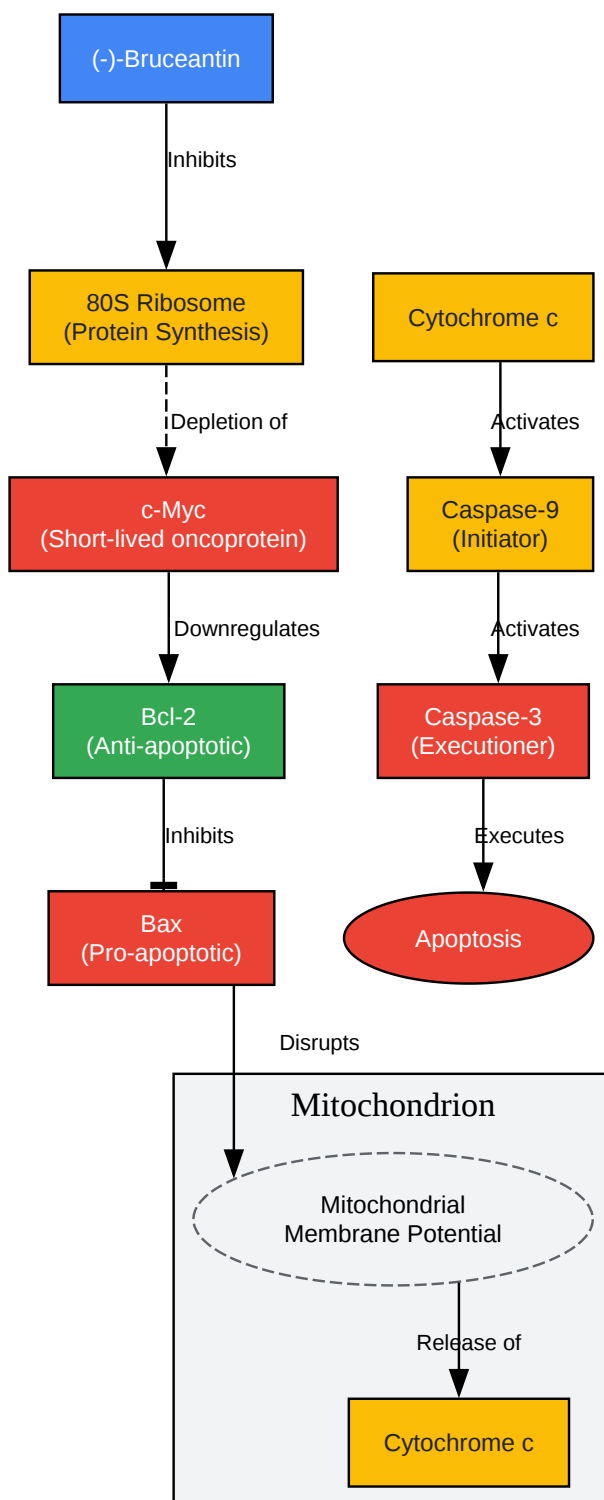 (-)-Bruceantin
Inhibits
80S Ribosome
(Protein Synthesis)
Depletion of
c-Myc
(Short-lived oncoprotein)
Downregulates
Bcl-2
(Anti-apoptotic)
Inhibits
Bax
(Pro-apoptotic)
Disrupts
Mitochondrion
Mitochondrial
Membrane Potential
Release of
Cytochrome c
Cytochrome c
Activates
Caspase-9
(Initiator)
Activates
Caspase-3
(Executioner)
Executes
Apoptosis